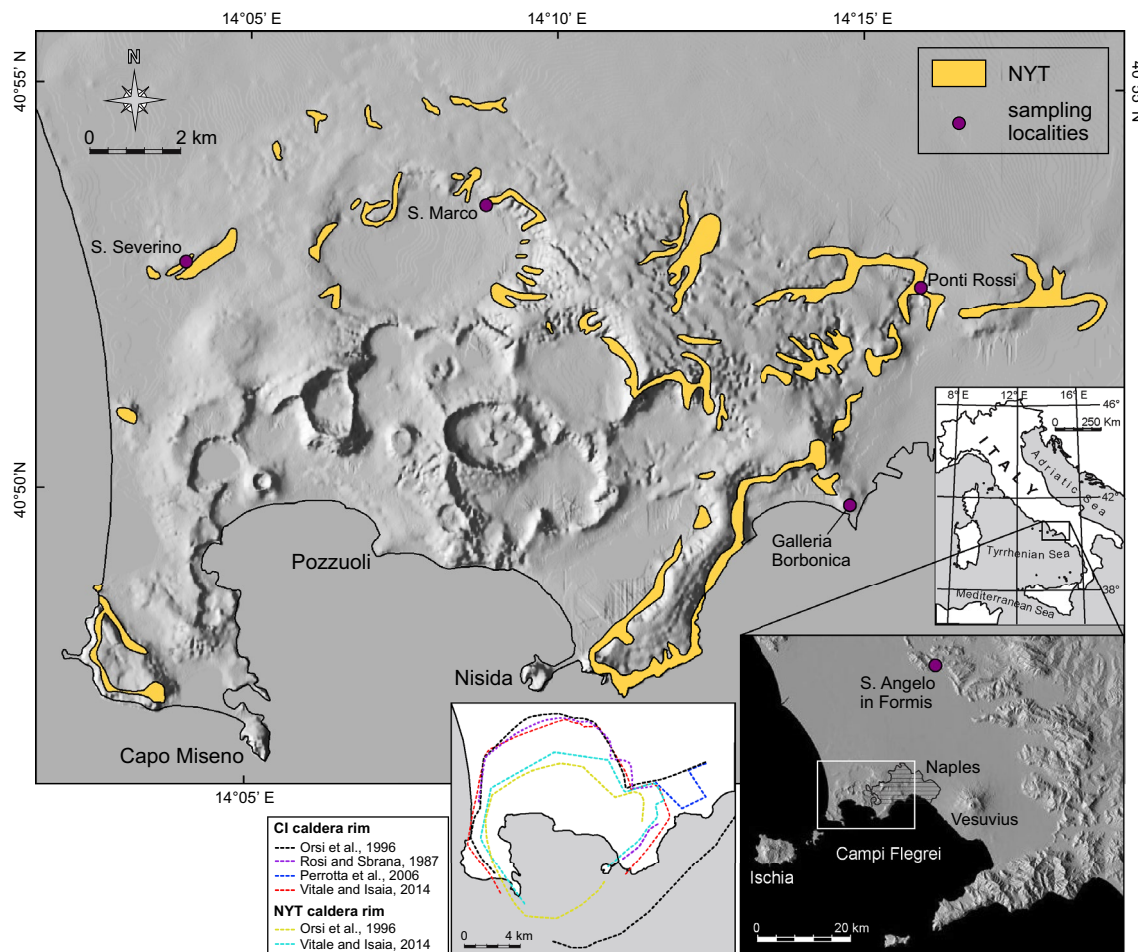 14°05' E
14°10' E
14°15' E
40°55' N
N
0 2 km
NYT
sampling
localities
S. Marco
S. Severino
Ponti Rossi
40°50'N
Pozzuoli
Galleria
Borbonica
Nisida
Capo Miseno
14°05' E
8° E
12°E
16°E
46°
0 250 Km
ITALY
Adriatic Sea
42°
Tyrrhenian Sea
38°
Mediterranean Sea
S. Angelo
in Formis
Naples
Vesuvius
Campi Flegrei
Ischia
0 20 km
0 4 km
CI caldera rim
Orsi et al., 1996
Rosi and Sbrana, 1987
Perrotta et al., 2006
Vitale and Isaia, 2014
NYT caldera rim
Orsi et al., 1996
Vitale and Isaia, 2014